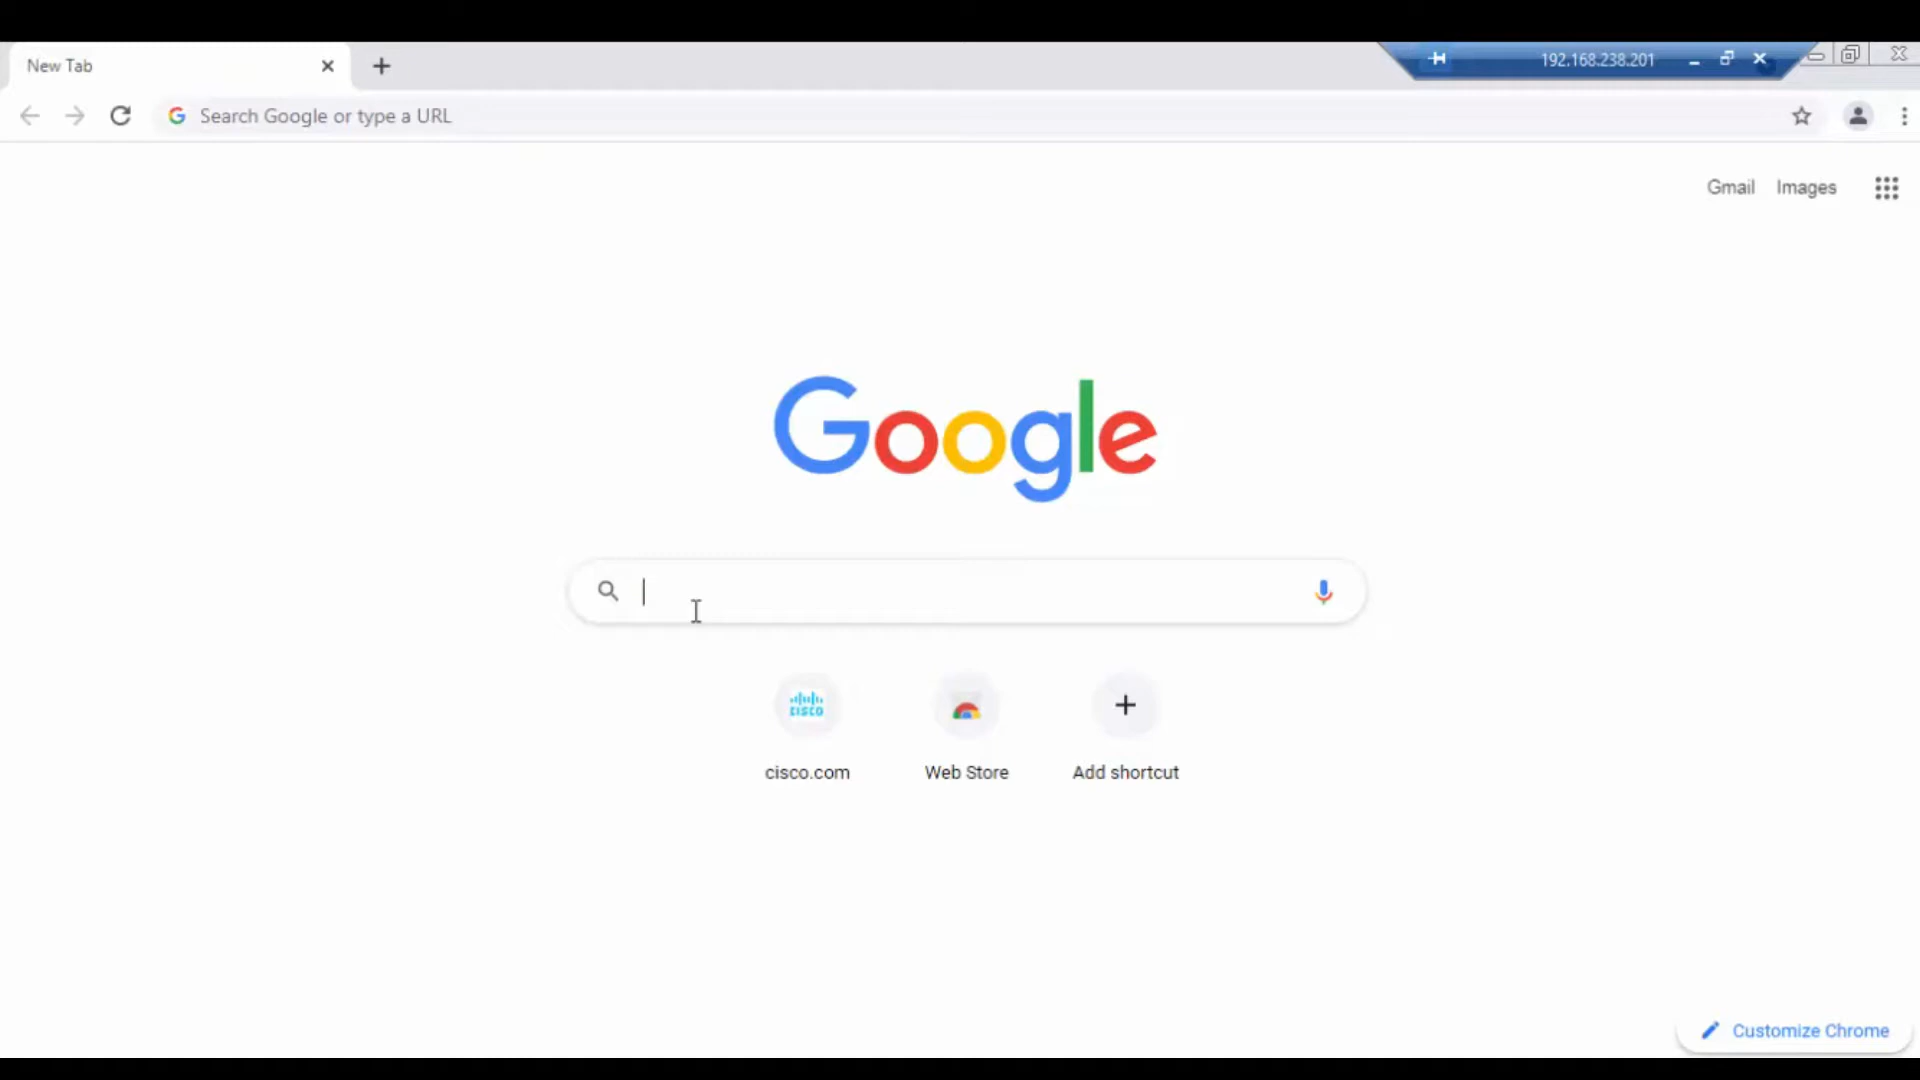 New Tab
192.168.238.201
Search Google or type a URL
Gmail Images
Google
CISCO
cisco.com Web Store Add shortcut
Customize Chrome